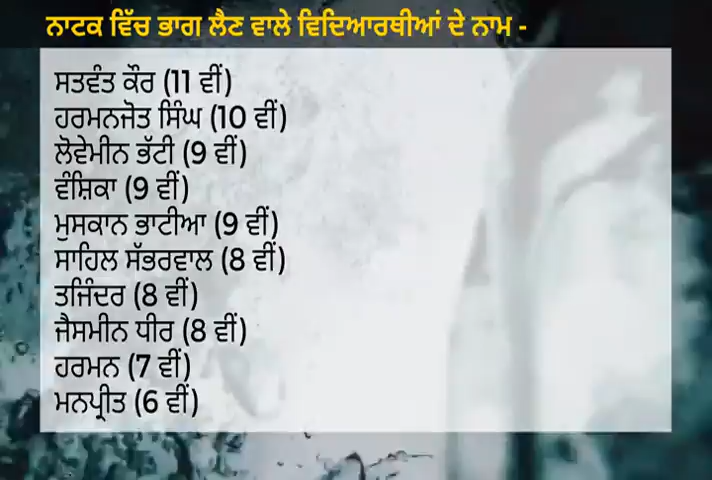 ਨਾਟਕ ਵਿੱਚ ਭਾਗ ਲੈਣ ਵਾਲੇ ਵਿਦਿਆਰਥੀਆਂ ਦੇ ਨਾਮ -
ਸਤਵੰਤ ਕੌਰ (11 ਵੀਂ)
ਹਰਮਨਜੋਤ ਸਿੰਘ (10 ਵੀਂ)
ਲੋਵੇਮੀਨ ਭੱਟੀ (9 ਵੀਂ)
ਵੰਸ਼ਿਕਾ (9 ਵੀਂ)
ਮੁਸਕਾਨ ਭਾਟੀਆ (9 ਵੀਂ)
ਸਾਹਿਲ ਸੱਭਰਵਾਲ (8 ਵੀਂ)
ਤਜਿੰਦਰ (8 ਵੀਂ)
ਜੈਸਮੀਨ ਧੀਰ (8 ਵੀਂ)
ਹਰਮਨ (7 ਵੀਂ)
ਮਨਪ੍ਰੀਤ (6 ਵੀਂ)